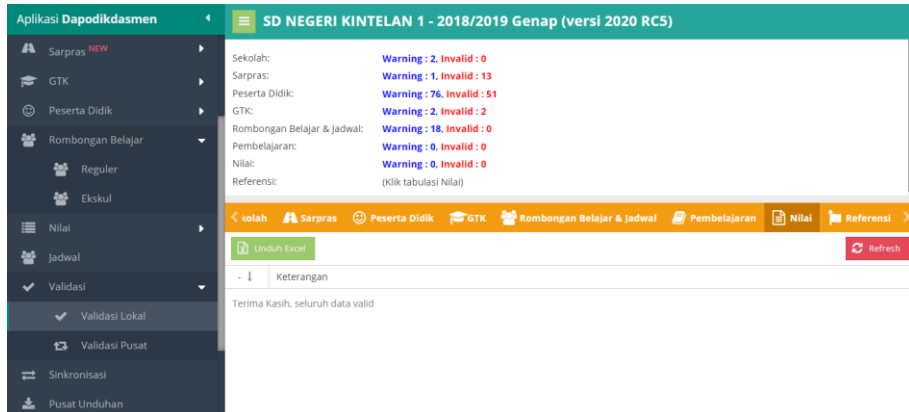 Aplikasi Dapodikdasmen
SD NEGERI KINTELAN 1 - 2018/2019 Genap (versi 2020 RC5)
Sarpras NEW
GTK
Peserta Didik
Rombongan Belajar
Reguler
Ekskul
Nilai
Jadwal
Validasi
Validasi Lokal
Validasi Pusat
Sinkronisasi
Pusat Unduhan
Sekolah: Warning : 2, Invalid : 0
Sarpras: Warning : 1, Invalid : 13
Peserta Didik: Warning : 76, Invalid : 51
GTK: Warning : 2, Invalid : 2
Rombongan Belajar & Jadwal: Warning : 18, Invalid : 0
Pembelajaran: Warning : 0, Invalid : 0
Nilai: Warning : 0, Invalid : 0
Referensi: (Klik tabulasi Nilai)
kolah Sarpras Peserta Didik GTK Rombongan Belajar & Jadwal Pembelajaran Nilai Referensi
Unduh Excel Refresh
- ↓ Keterangan
Terima Kasih, seluruh data valid